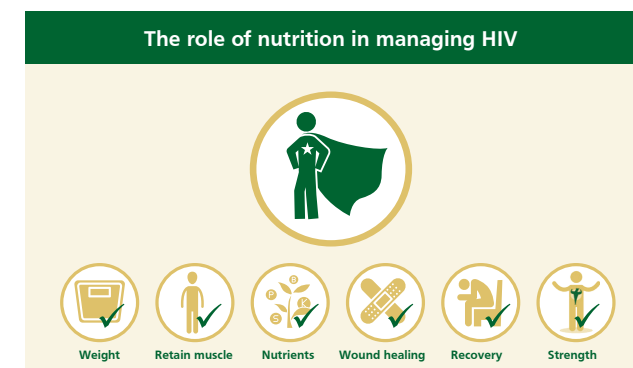 The role of nutrition in managing HIV
B
P
K
S
Weight
Retain muscle
Nutrients
Wound healing
Recovery
Strength